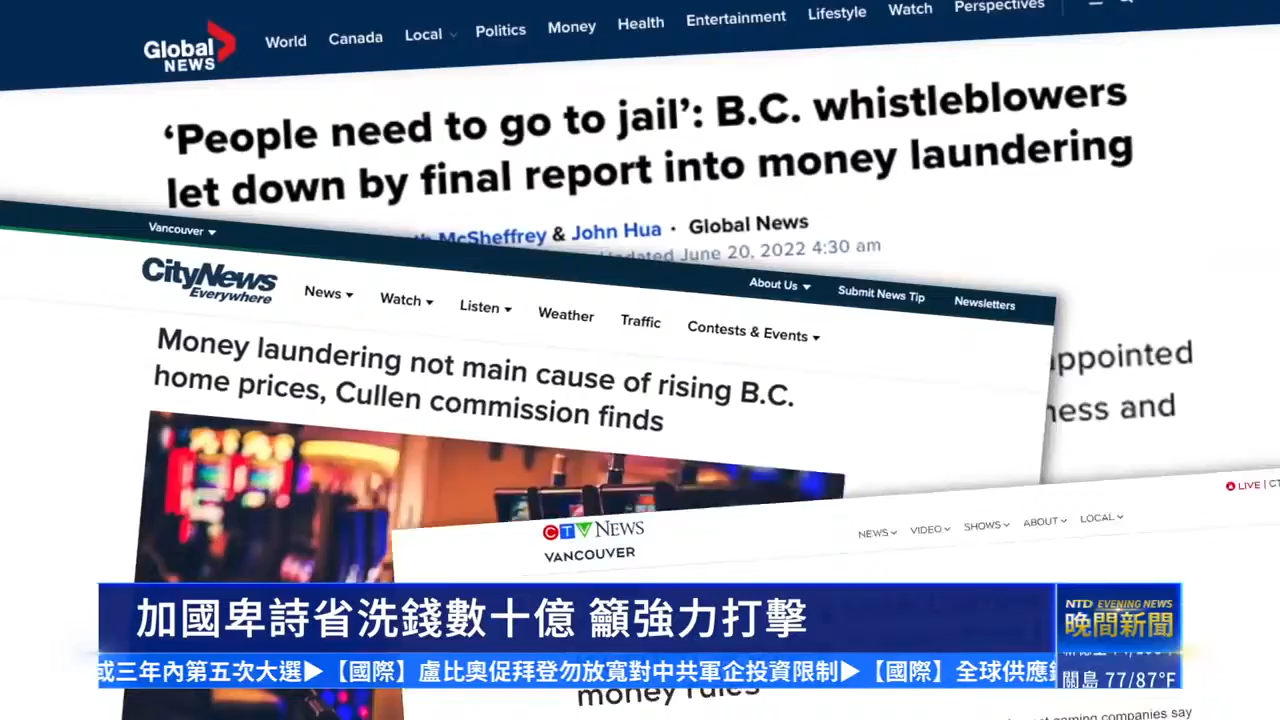 Global NEWS
World Canada Local Politics Money Health Entertainment Lifestyle Watch Perspectives
‘People need to go to jail’: B.C. whistleblowers
let down by final report into money laundering
McSheffrey & John Hua · Global News
June 20, 2022 4:30 am
Vancouver
About Us Submit News Tip Newsletters
CityNews
Everywhere
News Watch Listen Weather Traffic Contests & Events
Money laundering not main cause of rising B.C.
home prices, Cullen commission finds
and
LIVE
CTV NEWS
VANCOUVER
NEWS VIDEO SHOWS ABOUT LOCAL
加國卑詩省洗錢數十億 籲強力打擊
NTD EVENING NEWS
晚間新聞
三年內第五次大選▶【國際】盧比奧促拜登勿放寬對中共軍企投資限制▶【國際】全球供應
關島 77/87°F
money rules
gaming companies say